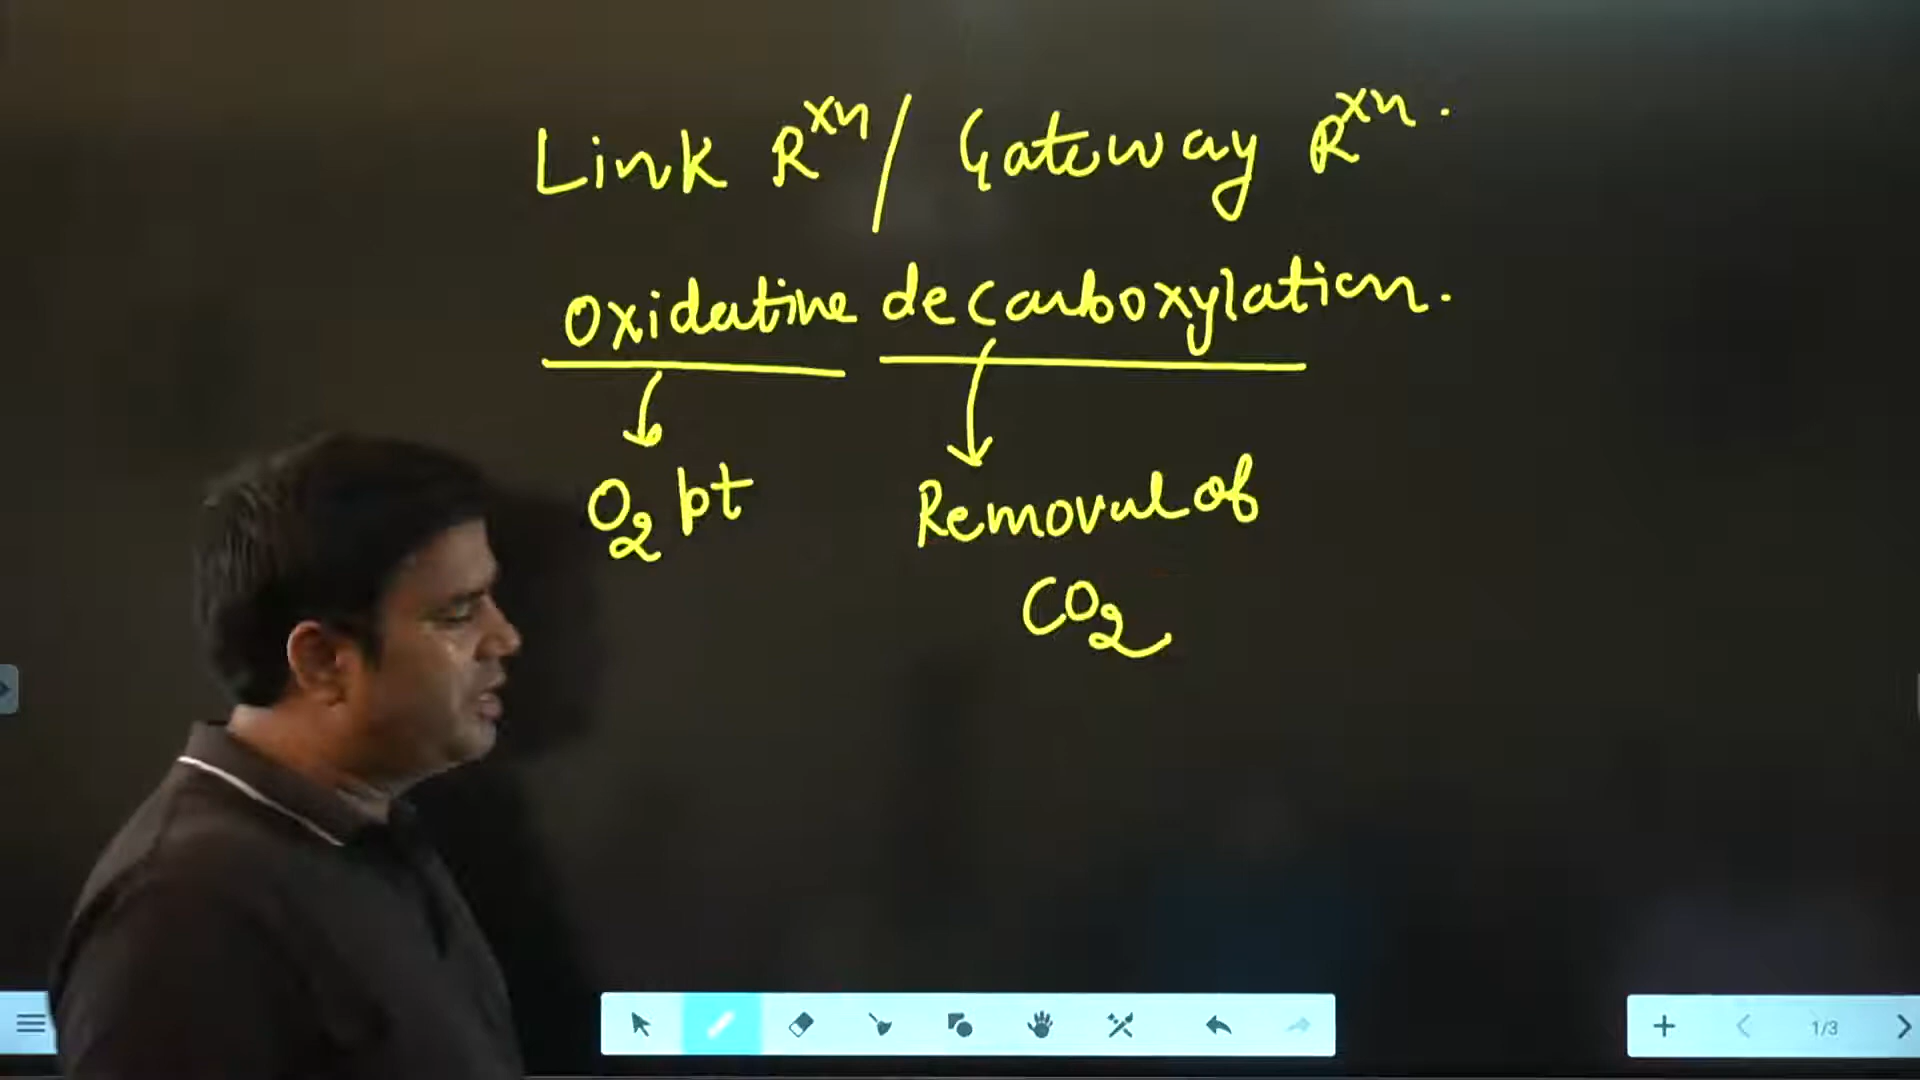 Link Rxn / Gateway Rxn.
Oxidative decarboxylation.
O2 pt
Removal of
CO2
1/3